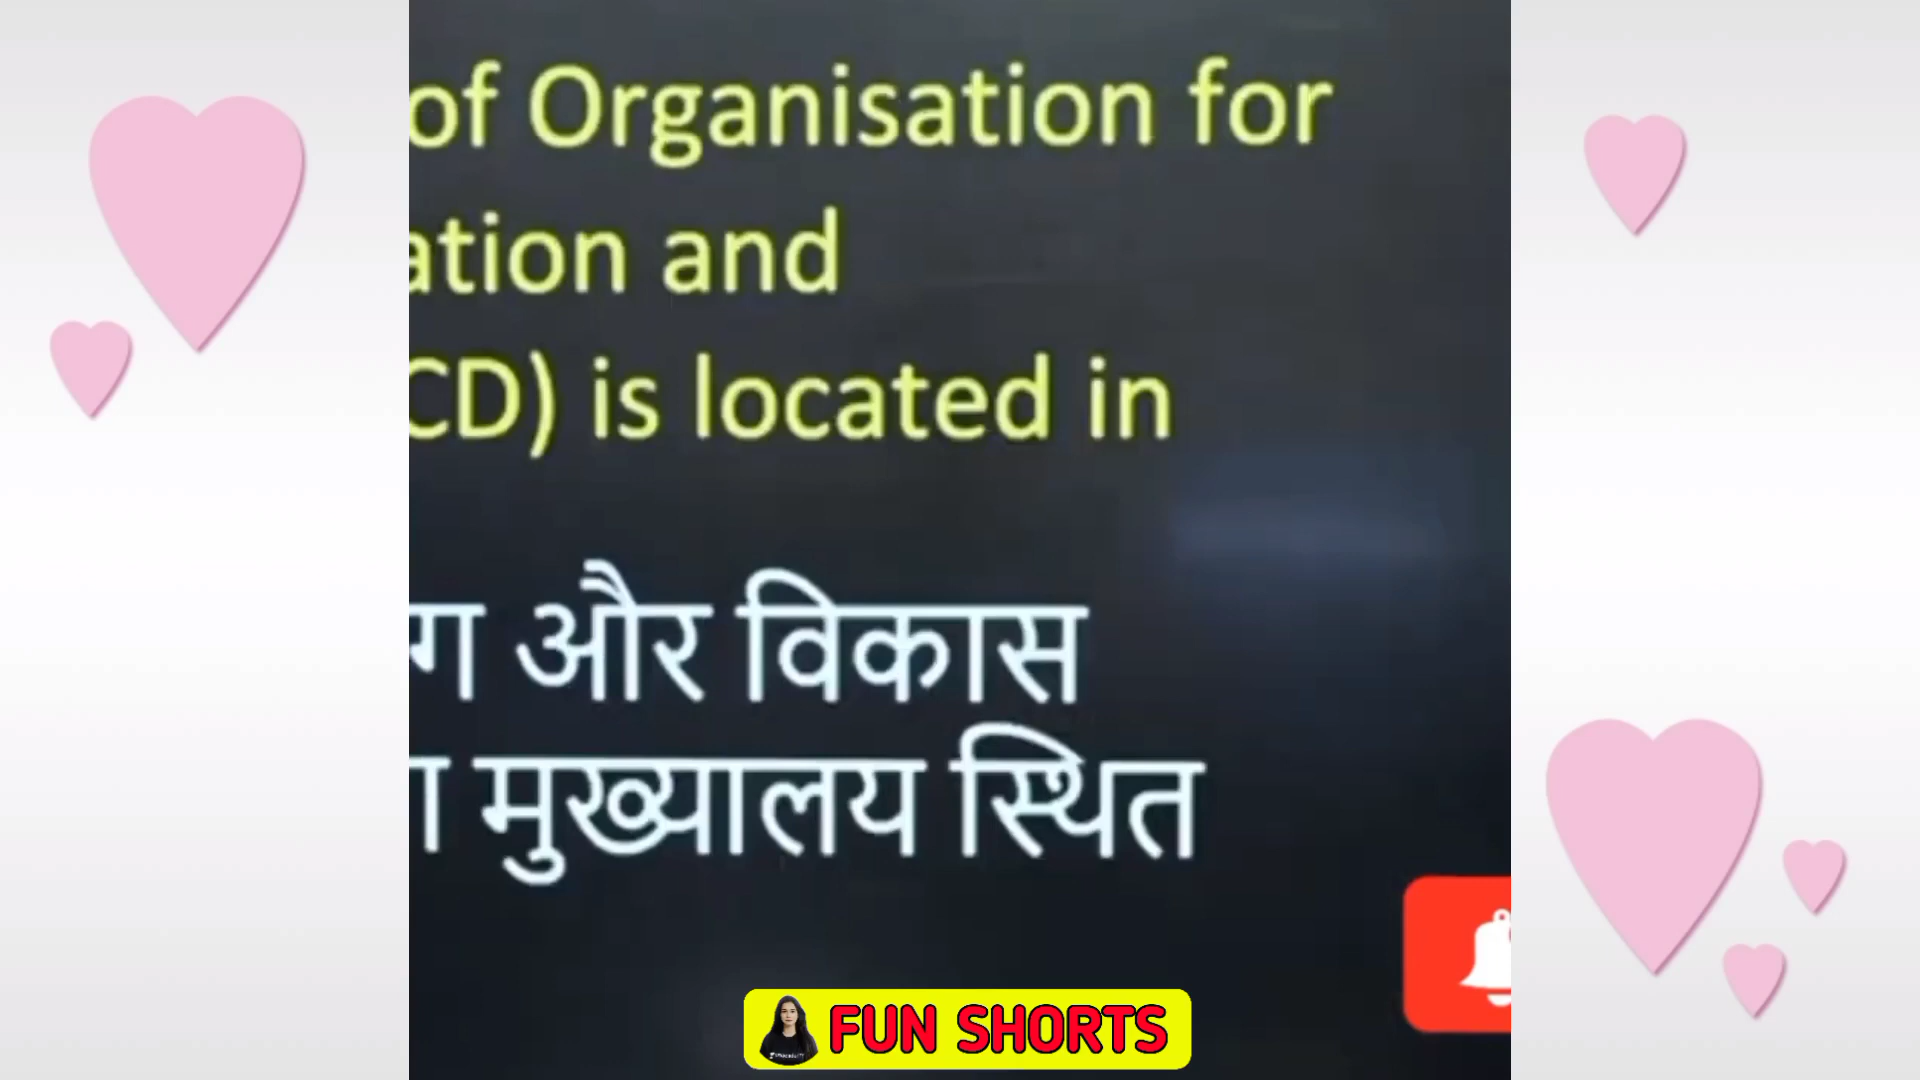 of Organisation for
ation and
CD) is located in
ग और विकास
ा मुख्यालय स्थित
FUN SHORTS